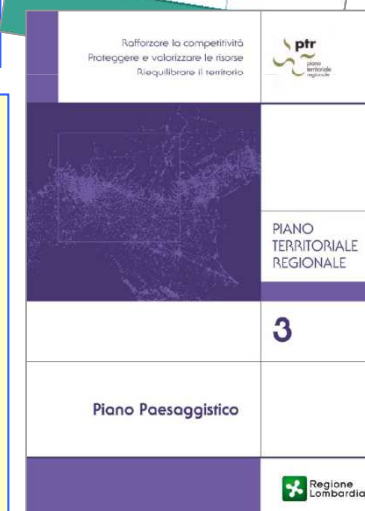 Rafforzare la competitività
Proteggere e valorizzare le risorse
Riequilibrare il territorio
ptr
piano
territoriale
regionale
PIANO
TERRITORIALE
REGIONALE
3
Piano Paesaggistico
Regione
Lombardia